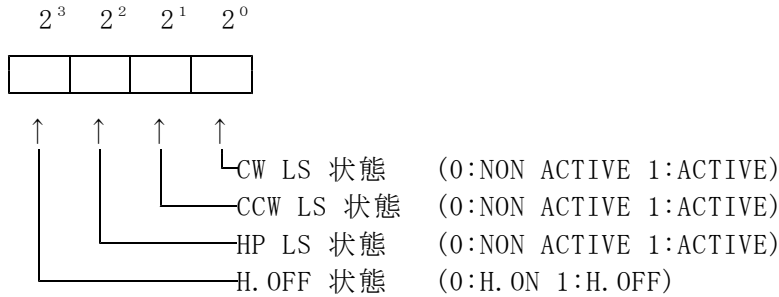 2³ 2² 2¹ 2⁰
↑ ↑ ↑ ↑
CW LS 状態 (0:NON ACTIVE 1:ACTIVE)
CCW LS 状態 (0:NON ACTIVE 1:ACTIVE)
HP LS 状態 (0:NON ACTIVE 1:ACTIVE)
H.OFF 状態 (0:H.ON 1:H.OFF)